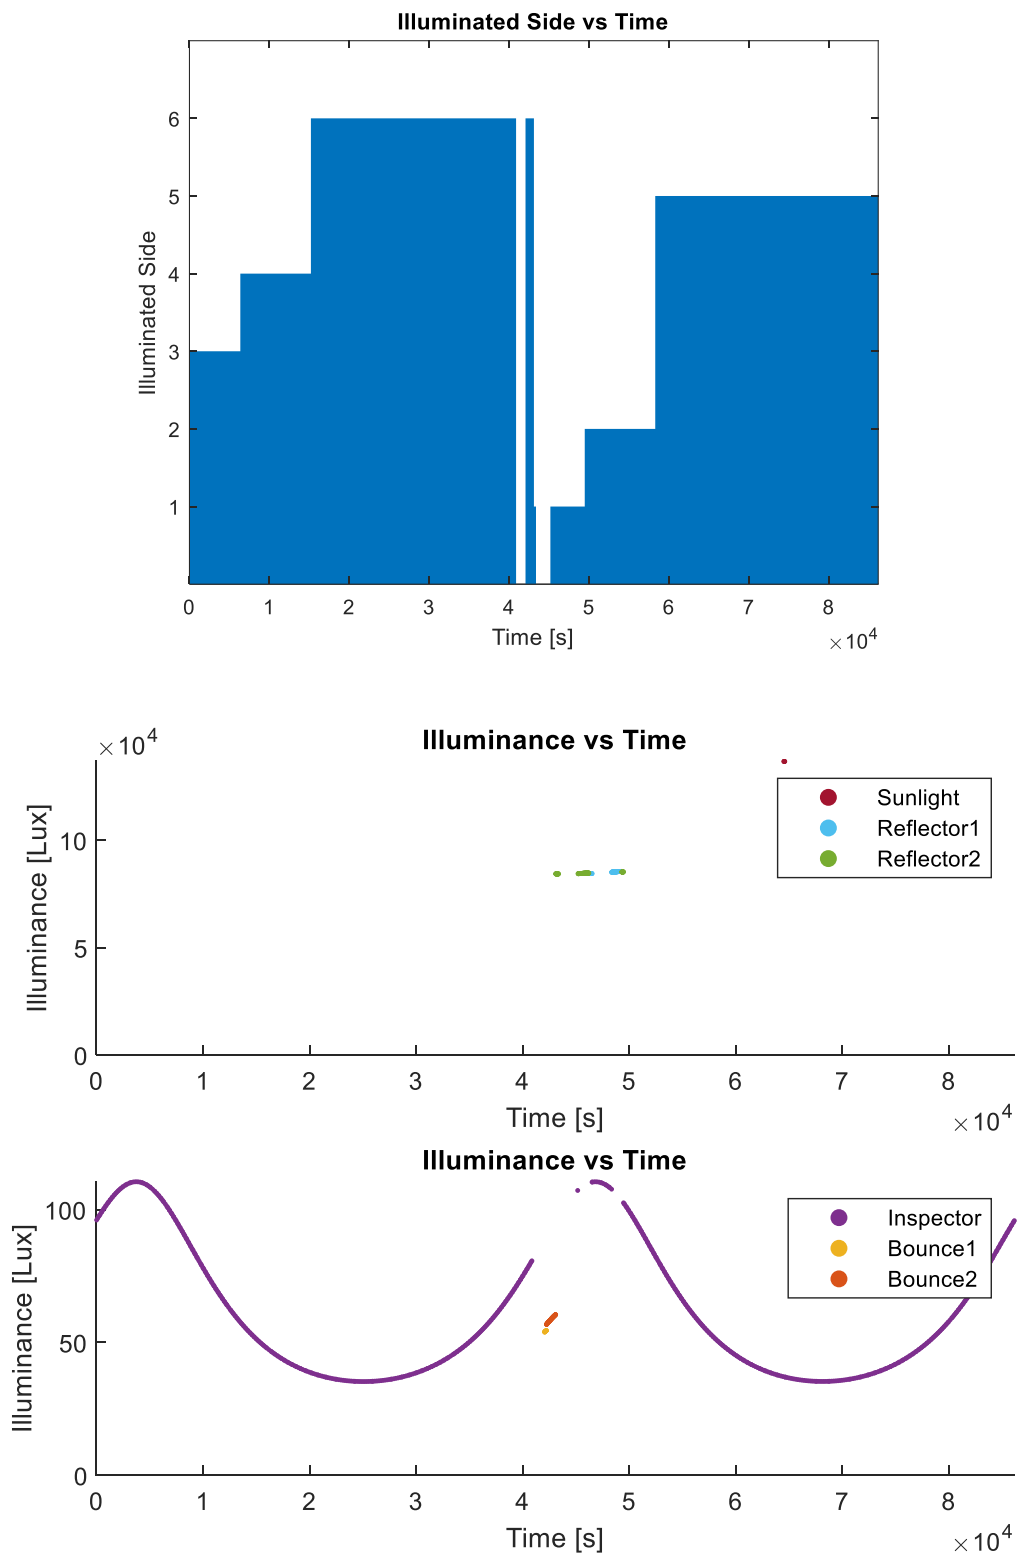 Illuminated Side vs Time
6
5
4
3
2
1
Illuminated Side
0 1 2 3 4 5 6 7 8
Time [s]
×10^4
Illuminance vs Time
×10^4
10
5
0
Illuminance [Lux]
Sunlight
Reflector1
Reflector2
0 1 2 3 4 5 6 7 8
Time [s]
×10^4
Illuminance vs Time
100
50
0
Illuminance [Lux]
Inspector
Bounce1
Bounce2
0 1 2 3 4 5 6 7 8
Time [s]
×10^4